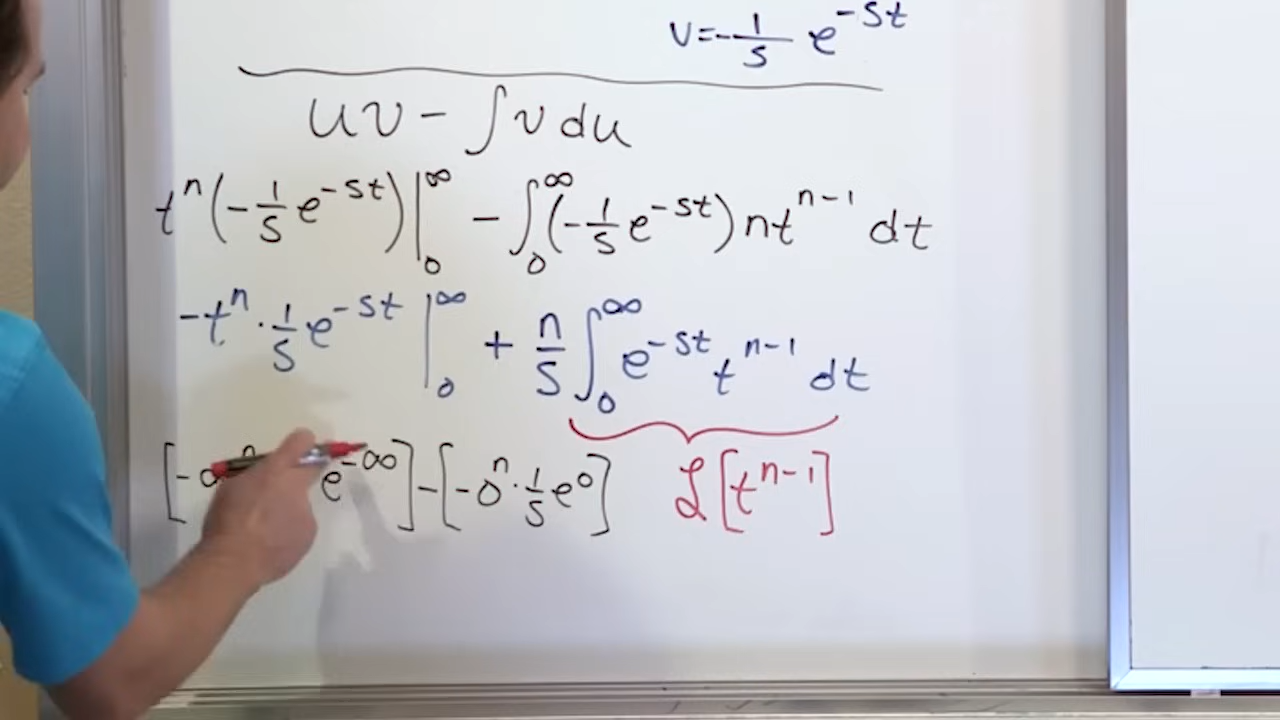 v=-1/s e^{-st}
uv - ∫v du
t^n(-1/s e^{-st})|_0^∞ - ∫_0^∞(-1/s e^{-st}) nt^{n-1} dt
-t^n · 1/s e^{-st}|_0^∞ + n/s ∫_0^∞ e^{-st} t^{n-1} dt
[-∞^n e^{-∞}] - [-0^n · 1/s e^0] ℒ[t^{n-1}]